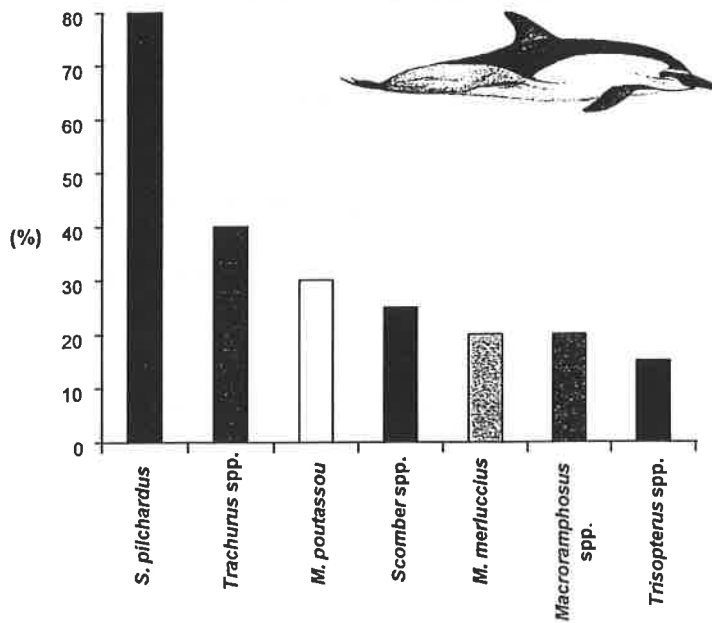 80
70
60
50
(%)
40
30
20
10
0
S. pilchardus
Trachurus spp.
M. poutassou
Scomber spp.
M. merluccius
Macroramphosus
spp.
Trisopterus spp.